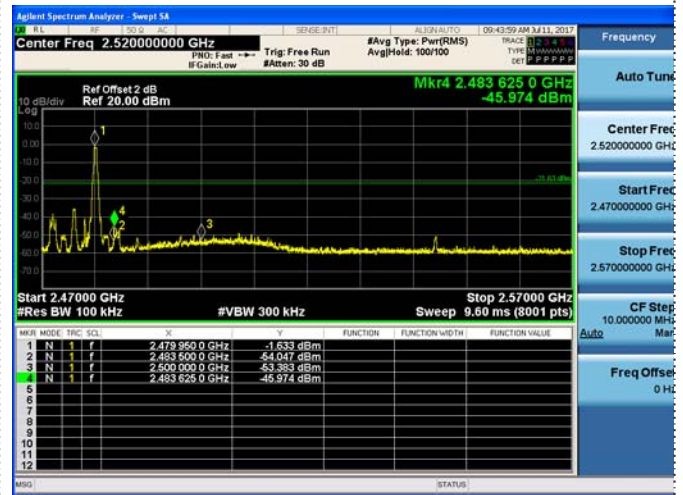 Agilent Spectrum Analyzer - Swept SA
RL RF 50 Ω AC SENSE:INT ALIGN AUTO 09:43:59 AM Jul 11, 2017
Center Freq 2.520000000 GHz
PNO: Fast
IFGain:Low
Trig: Free Run
#Atten: 30 dB
#Avg Type: Pwr(RMS)
Avg|Hold: 100/100
TRACE 1 2 3 4 5 6
TYPE M
DET P P P P P P
Ref Offset 2 dB
10 dB/div Ref 20.00 dBm
Log
Mkr4 2.483 625 0 GHz
-45.974 dBm
10.0
0.00
-10.0
-20.0
-30.0
-40.0
-50.0
-60.0
-70.0
1
4
2
3
-21.63 dBm
Start 2.47000 GHz
#Res BW 100 kHz
#VBW 300 kHz
Stop 2.57000 GHz
Sweep 9.60 ms (8001 pts)
MKR MODE TRC SCL X Y FUNCTION FUNCTION WIDTH FUNCTION VALUE
1 N 1 f 2.479 950 0 GHz -1.633 dBm
2 N 1 f 2.483 500 0 GHz -54.047 dBm
3 N 1 f 2.500 000 0 GHz -53.383 dBm
4 N 1 f 2.483 625 0 GHz -45.974 dBm
5
6
7
8
9
10
11
12
MSG STATUS
Frequency
Auto Tune
Center Freq
2.520000000 GHz
Start Freq
2.470000000 GHz
Stop Freq
2.570000000 GHz
CF Step
10.000000 MHz
Auto Man
Freq Offset
0 Hz